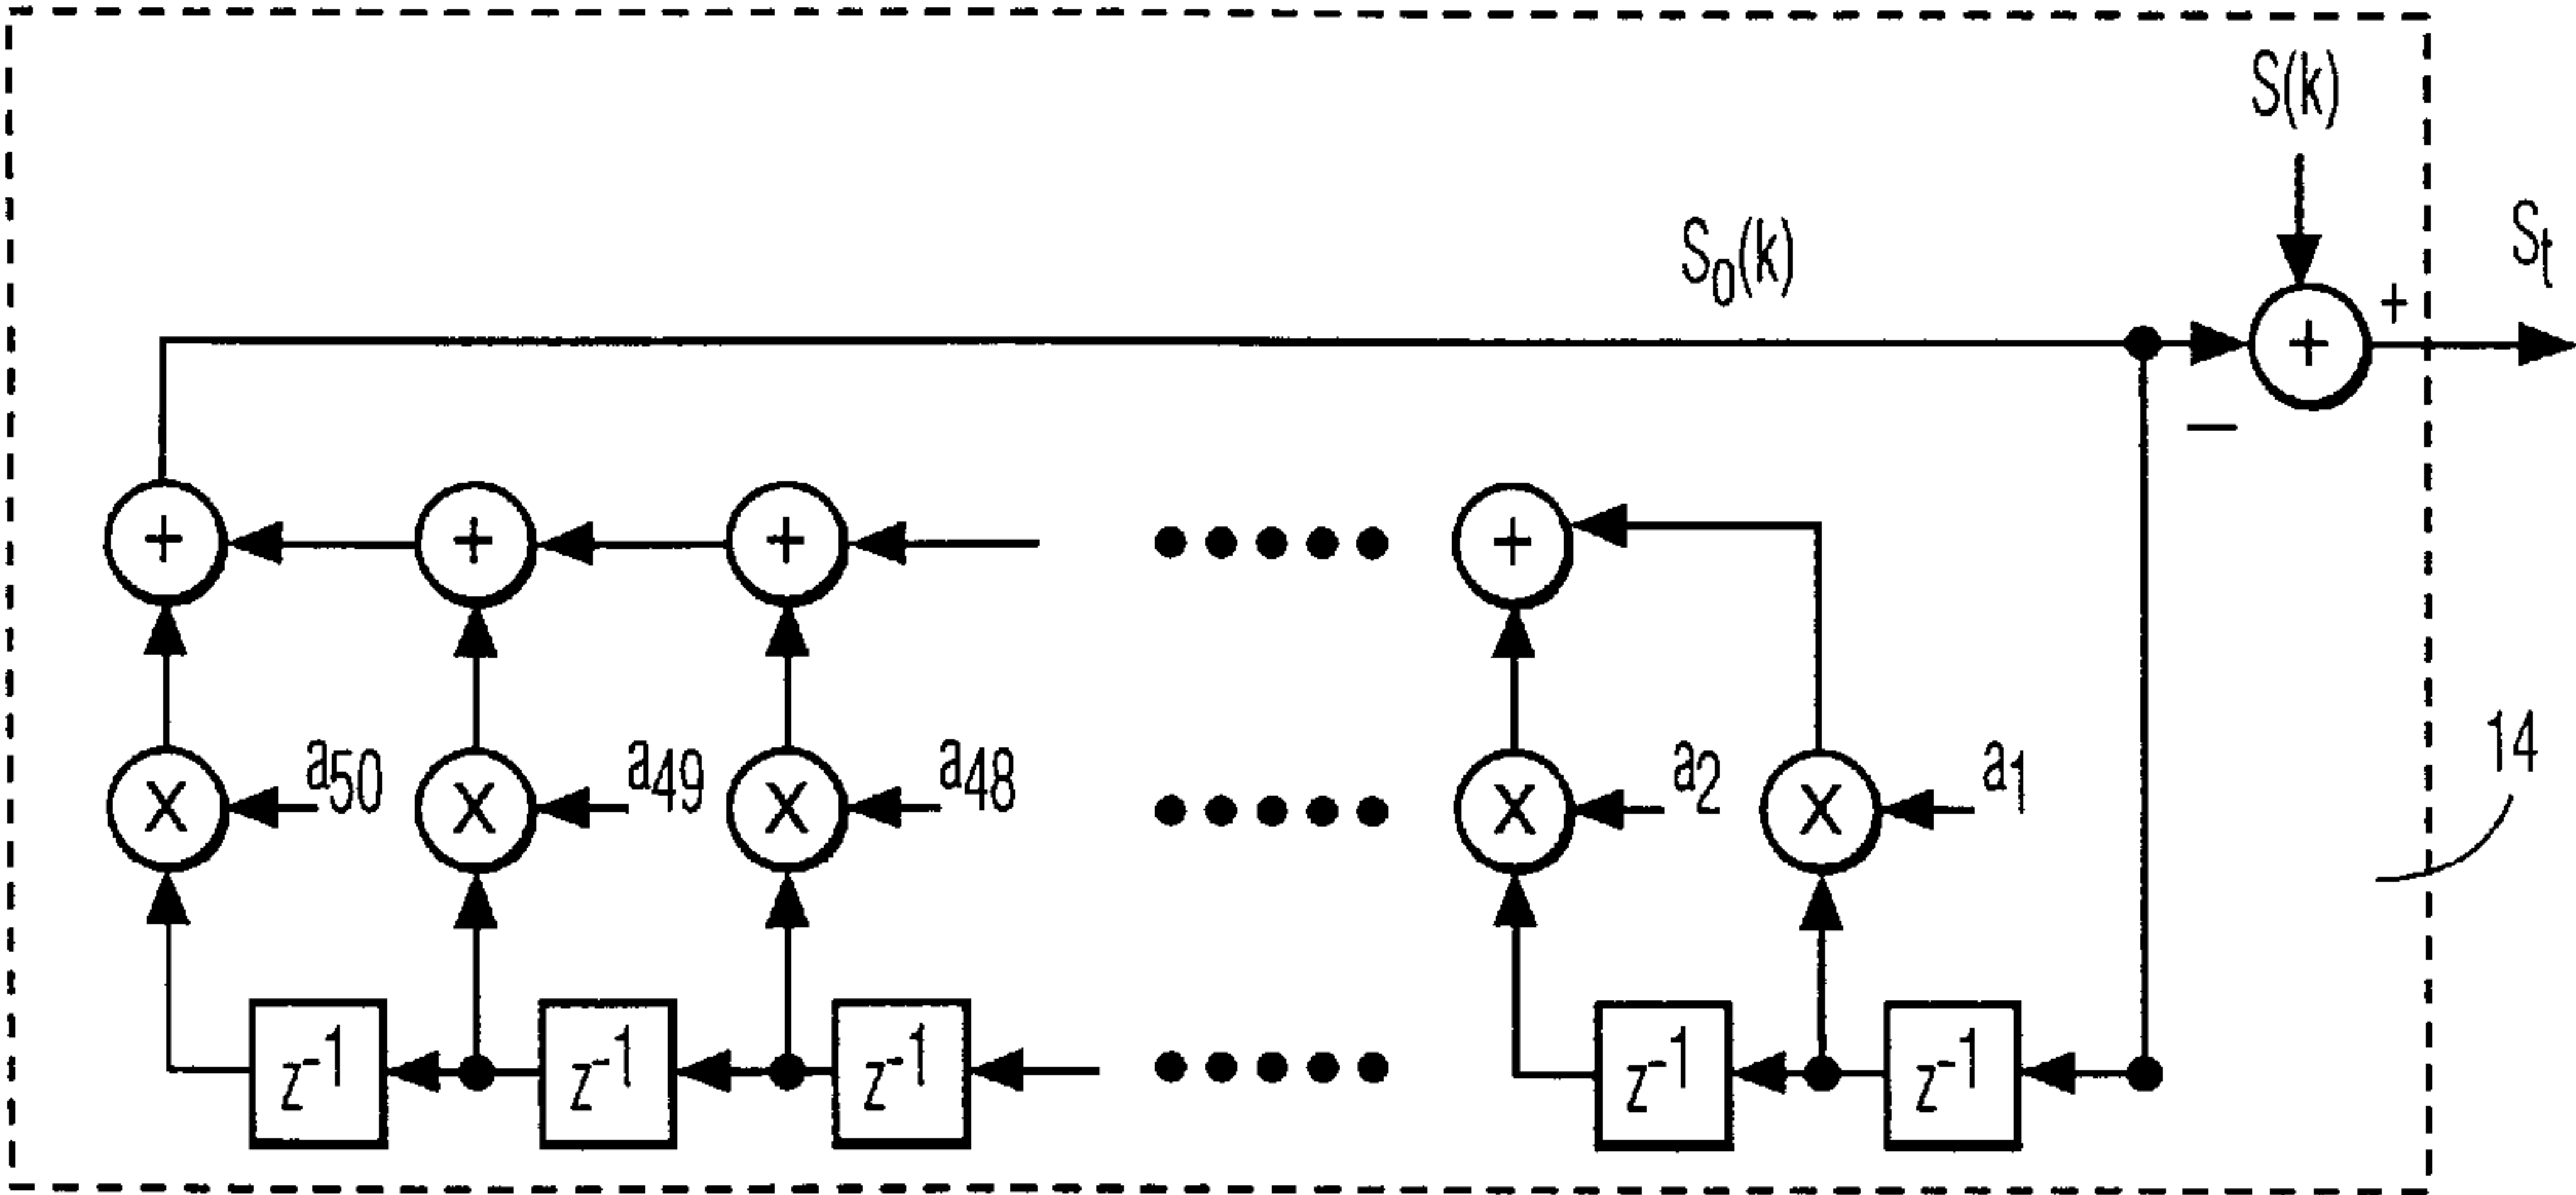 S(k)
S₀(k)
Sₜ
+
+
−
+ + + +
a₅₀ a₄₉ a₄₈ a₂ a₁
X X X X X
14
z⁻¹ z⁻¹ z⁻¹ z⁻¹ z⁻¹